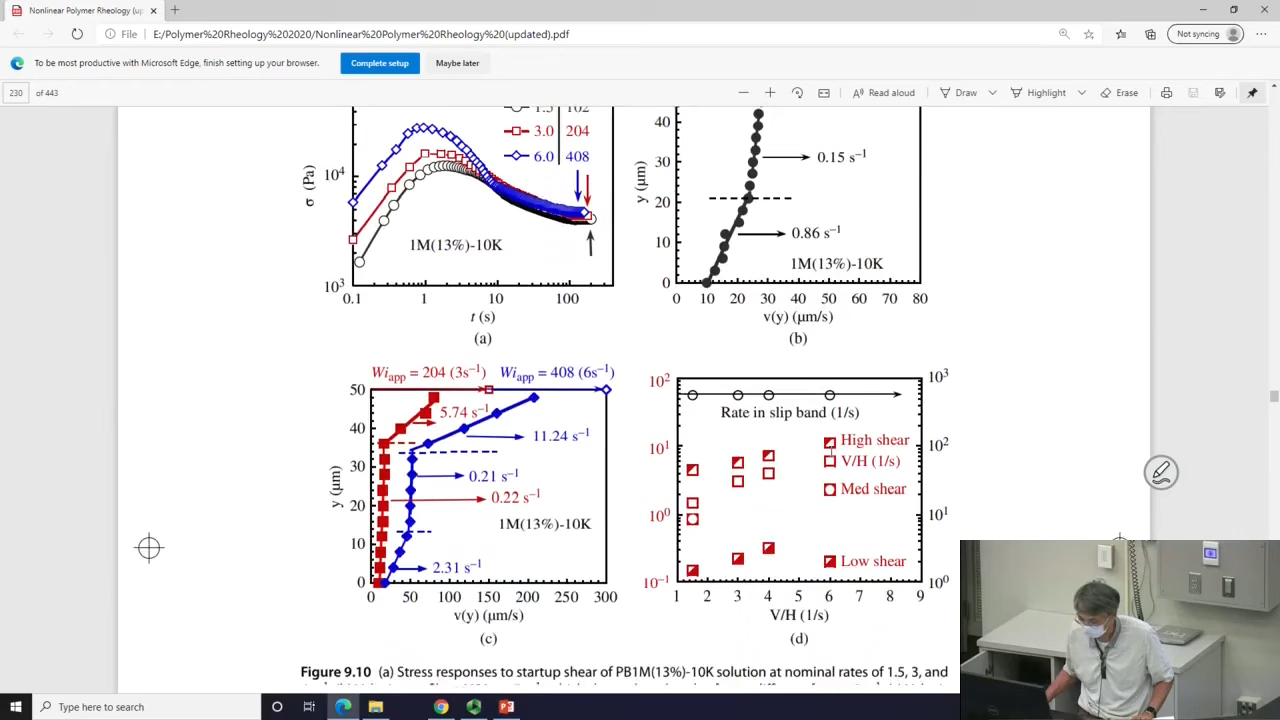 Nonlinear Polymer Rheology (up
File
E:/Polymer%20Rheology%202020/Nonlinear%20Polymer%20Rheology%20(updated).pdf
Not syncing
To be most productive with Microsoft Edge, finish setting up your browser.
Complete setup
Maybe later
230 of 443
Read aloud
Draw
Highlight
Erase
1.5 102
3.0 204
6.0 408
10⁴
σ (Pa)
1M(13%)-10K
10³
0.1 1 10 100
t (s)
(a)
40
30
20
10
0
y (μm)
0.15 s⁻¹
0.86 s⁻¹
1M(13%)-10K
0 10 20 30 40 50 60 70 80
v(y) (μm/s)
(b)
Wi_app = 204 (3s⁻¹) Wi_app = 408 (6s⁻¹)
50
40
30
20
10
0
y (μm)
5.74 s⁻¹
11.24 s⁻¹
0.21 s⁻¹
0.22 s⁻¹
1M(13%)-10K
2.31 s⁻¹
0 50 100 150 200 250 300
v(y) (μm/s)
(c)
10²
10¹
10⁰
10⁻¹
10³
10²
10¹
10⁰
Rate in slip band (1/s)
High shear
V/H (1/s)
Med shear
Low shear
1 2 3 4 5 6 7 8 9
V/H (1/s)
(d)
Figure 9.10 (a) Stress responses to startup shear of PB1M(13%)-10K solution at nominal rates of 1.5, 3, and
Type here to search